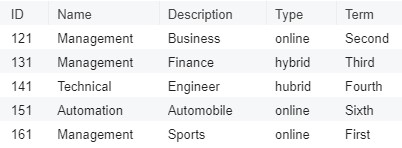 ID Name Description Type Term
121 Management Business online Second
131 Management Finance hybrid Third
141 Technical Engineer hubrid Fourth
151 Automation Automobile online Sixth
161 Management Sports online First